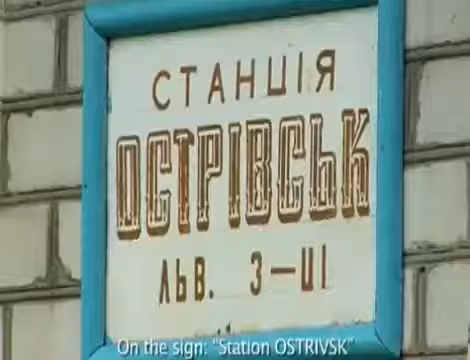 СТАНЦІЯ
ОСТРІВСЬК
ЛЬВ. З—ЦІ
On the sign: "Station OSTRIVSK"